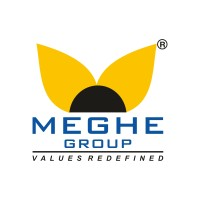 ®
MEGHE
GROUP
VALUES REDEFINED